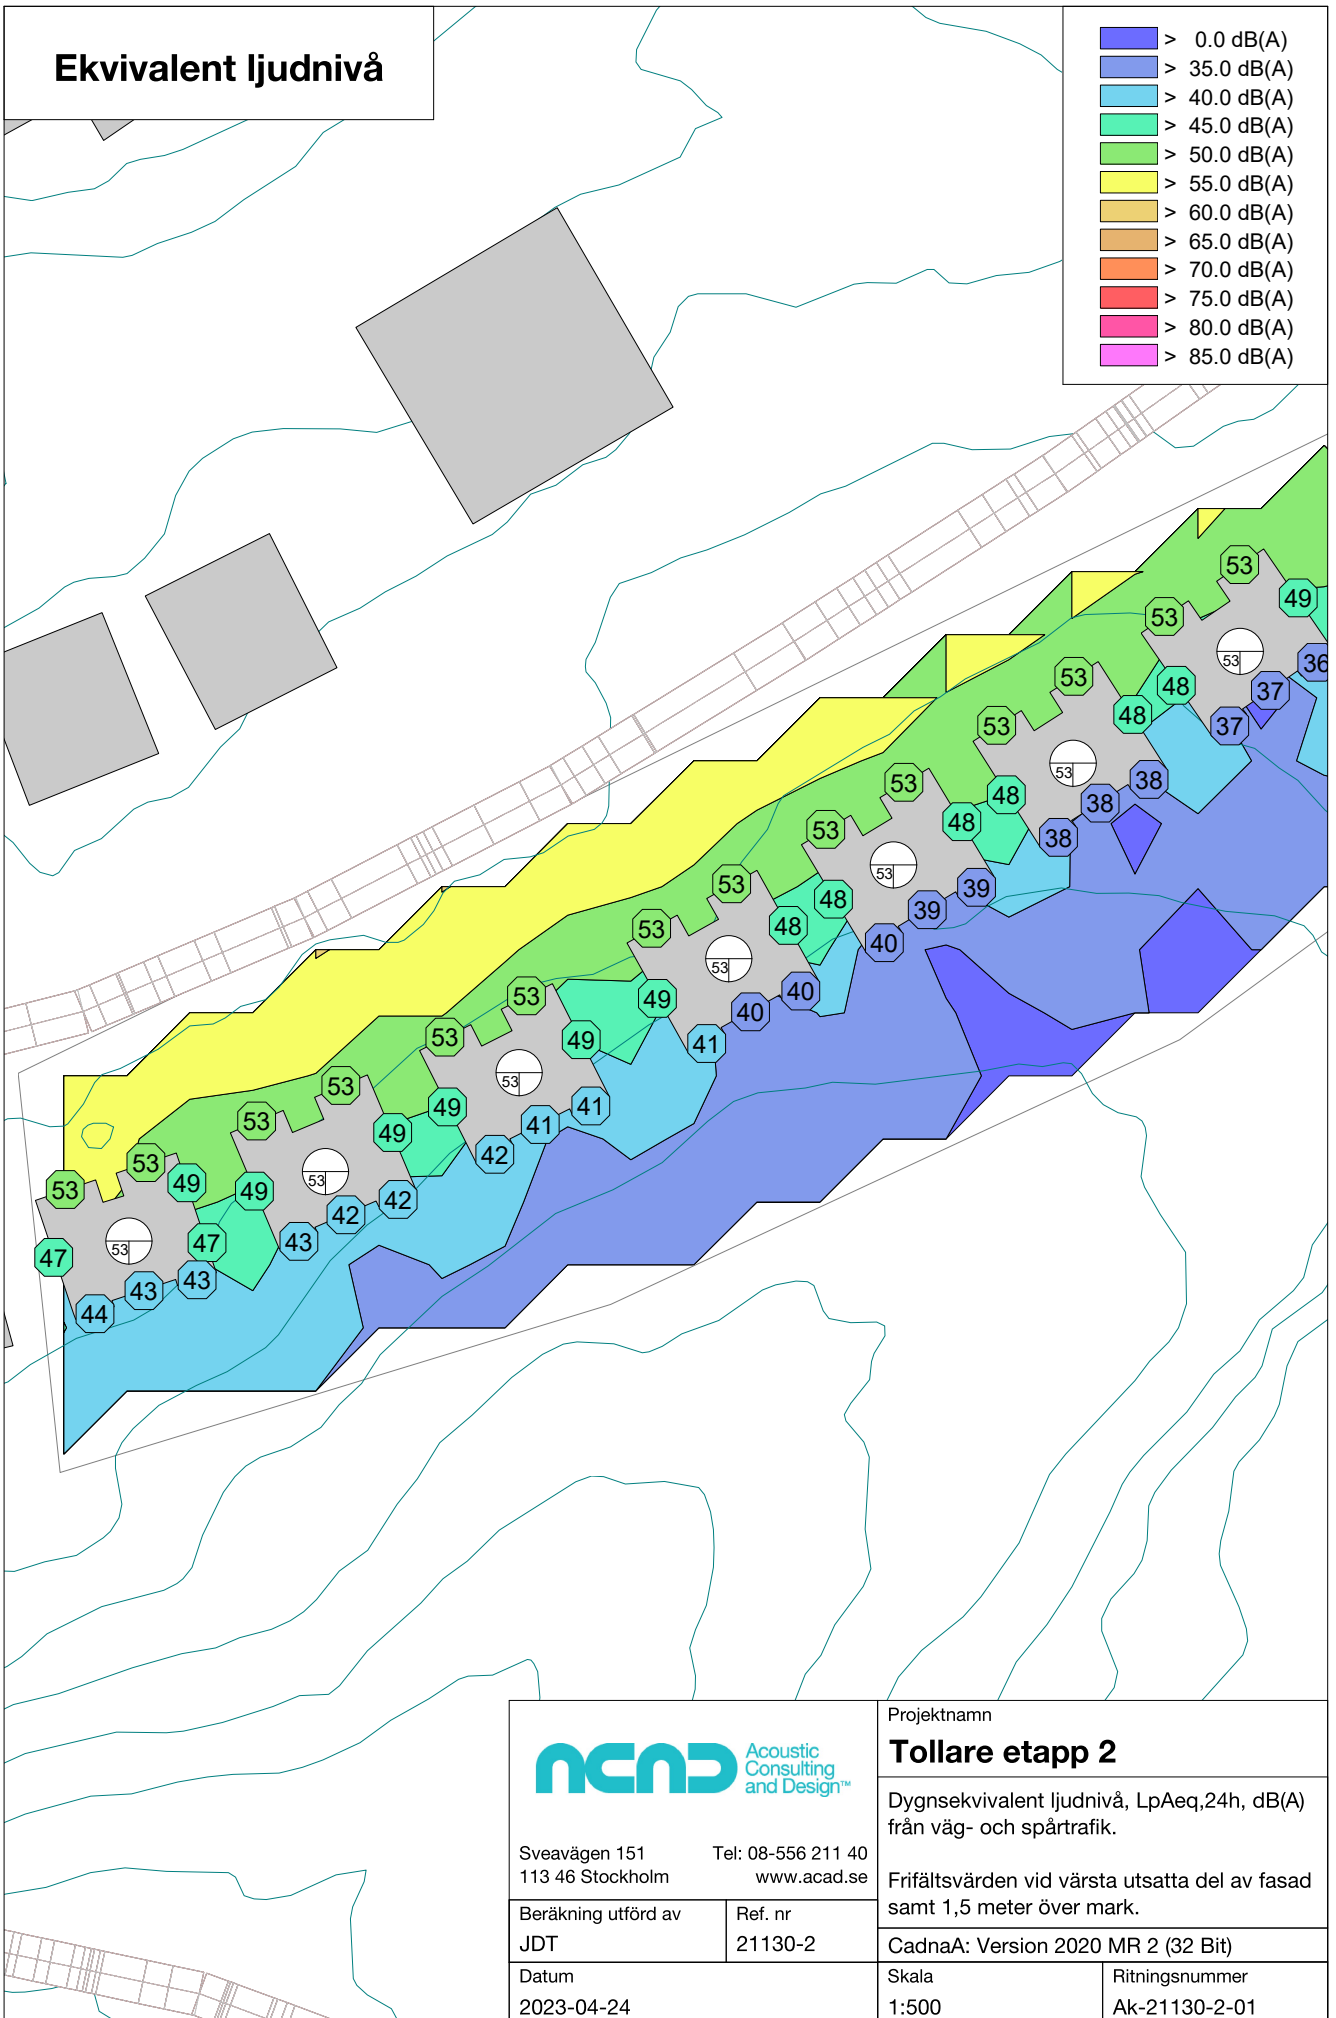 Ekvivalent ljudnivå
> 0.0 dB(A)
> 35.0 dB(A)
> 40.0 dB(A)
> 45.0 dB(A)
> 50.0 dB(A)
> 55.0 dB(A)
> 60.0 dB(A)
> 65.0 dB(A)
> 70.0 dB(A)
> 75.0 dB(A)
> 80.0 dB(A)
> 85.0 dB(A)
53
49
53
53
36
53
48
37
48
37
53
53
38
53
48
38
53
48
38
53
53
39
48
39
48
40
53
53
40
53
49
40
53
49
41
53
53
41
49
41
49
42
53
53
42
49
42
49
43
53
53
49
53
47
47
43
43
44
acad
Acoustic
Consulting
and Design™
Sveavägen 151 Tel: 08-556 211 40
113 46 Stockholm www.acad.se
Beräkning utförd av
JDT
Ref. nr
21130-2
Datum
2023-04-24
Projektnamn
Tollare etapp 2
Dygnsekvivalent ljudnivå, LpAeq,24h, dB(A)
från väg- och spårtrafik.
Frifältsvärden vid värsta utsatta del av fasad
samt 1,5 meter över mark.
CadnaA: Version 2020 MR 2 (32 Bit)
Skala
1:500
Ritningsnummer
Ak-21130-2-01